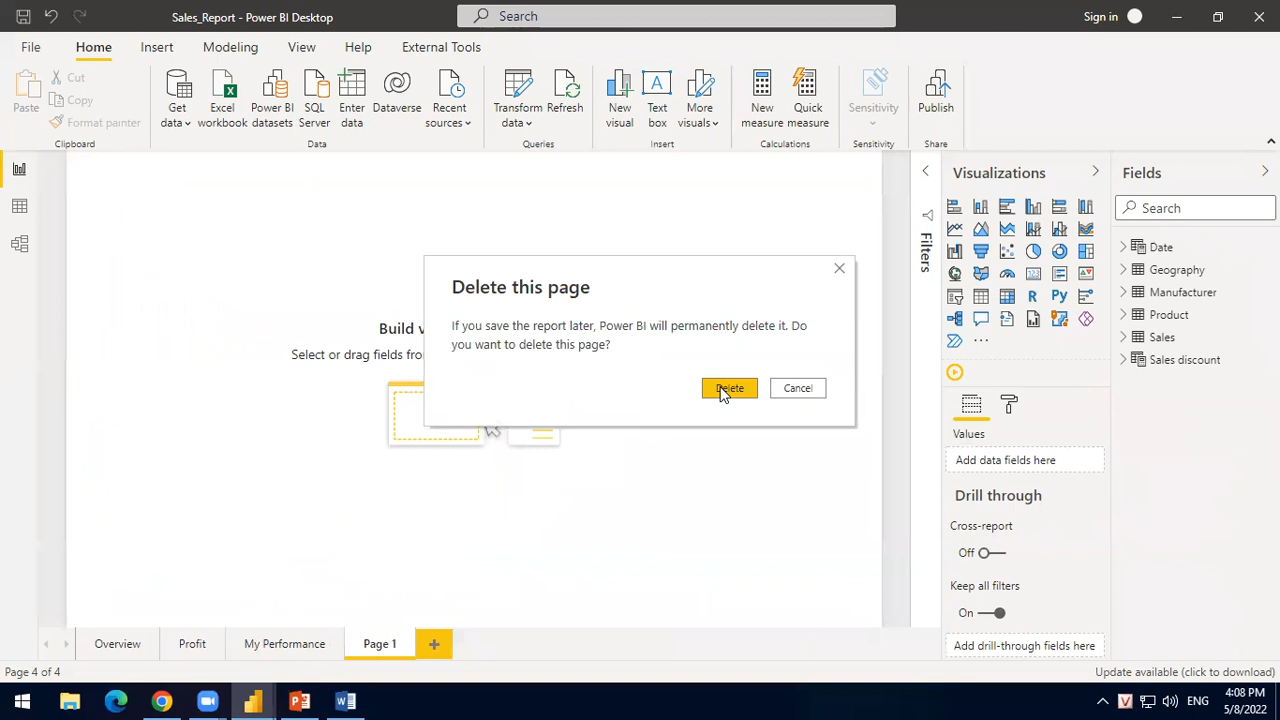 Sales_Report - Power BI Desktop
Search
Sign in
File
Home
Insert
Modeling
View
Help
External Tools
Paste
Cut
Copy
Format painter
Clipboard
Get data
Excel workbook
Power BI datasets
SQL Server
Enter data
Dataverse
Recent sources
Data
Transform data
Refresh
Queries
New visual
Text box
More visuals
Insert
New measure
Quick measure
Calculations
Sensitivity
Sensitivity
Publish
Share
Build v
Select or drag fields fro
Delete this page
If you save the report later, Power BI will permanently delete it. Do
you want to delete this page?
Delete
Cancel
Filters
Visualizations
R
Py
Values
Add data fields here
Drill through
Cross-report
Off
Keep all filters
On
Add drill-through fields here
Fields
Search
Date
Geography
Manufacturer
Product
Sales
Sales discount
Overview
Profit
My Performance
Page 1
Page 4 of 4
Update available (click to download)
ENG
4:08 PM
5/8/2022